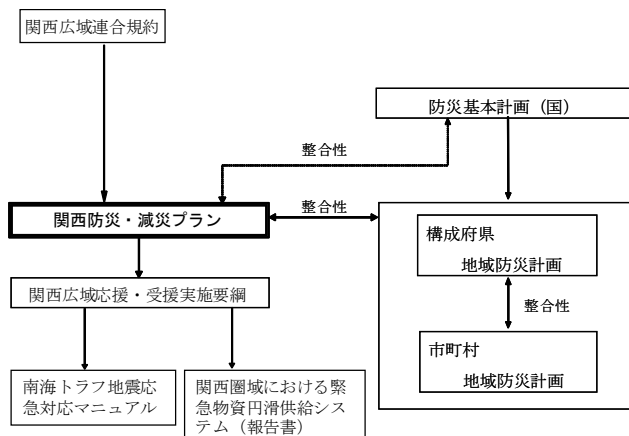 関西広域連合規約
防災基本計画（国）
整合性
関西防災・減災プラン
整合性
構成府県
地域防災計画
関西広域応援・受援実施要綱
整合性
市町村
地域防災計画
南海トラフ地震応
急対応マニュアル
関西圏域における緊
急物資円滑供給シス
テム（報告書）